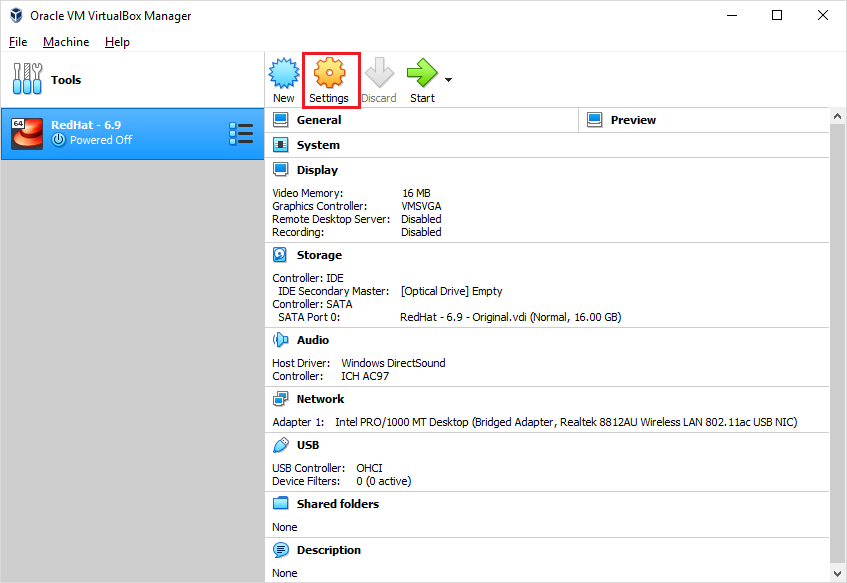 Oracle VM VirtualBox Manager
File Machine Help
Tools
New Settings Discard Start
64
RedHat - 6.9
Powered Off
General
Preview
System
Display
Video Memory: 16 MB
Graphics Controller: VMSVGA
Remote Desktop Server: Disabled
Recording: Disabled
Storage
Controller: IDE
IDE Secondary Master: [Optical Drive] Empty
Controller: SATA
SATA Port 0: RedHat - 6.9 - Original.vdi (Normal, 16.00 GB)
Audio
Host Driver: Windows DirectSound
Controller: ICH AC97
Network
Adapter 1: Intel PRO/1000 MT Desktop (Bridged Adapter, Realtek 8812AU Wireless LAN 802.11ac USB NIC)
USB
USB Controller: OHCI
Device Filters: 0 (0 active)
Shared folders
None
Description
None